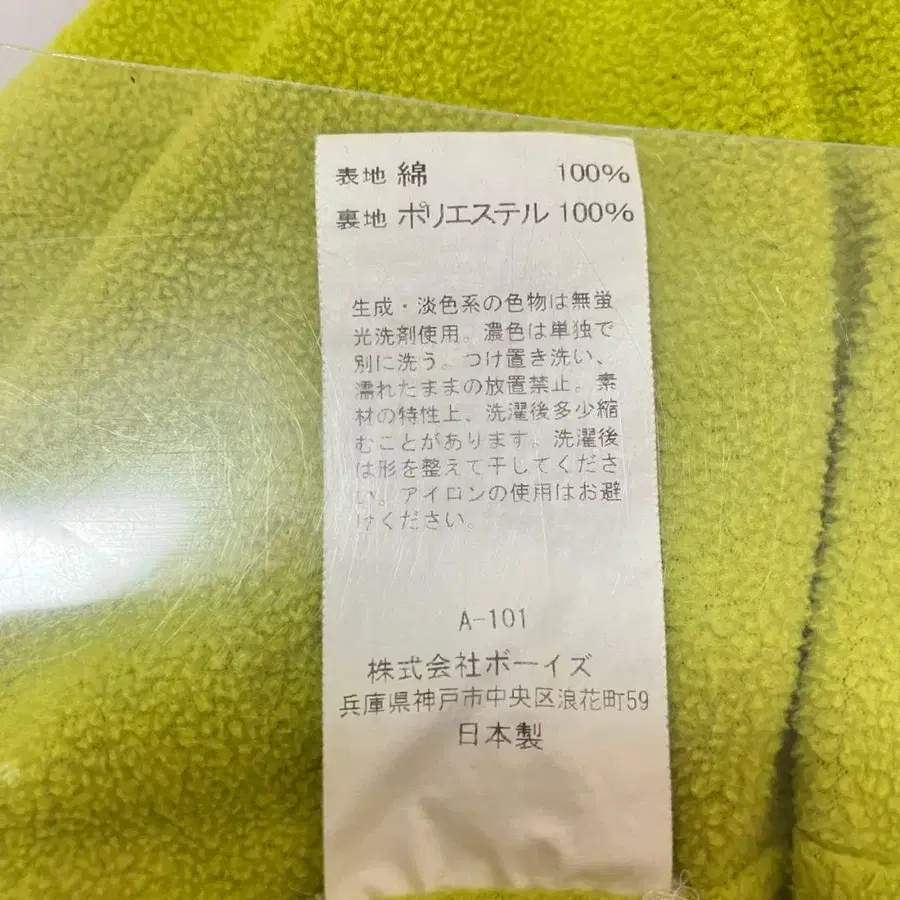 表地 綿 100%
裏地 ポリエステル 100%
生成・淡色系の色物は無蛍
光洗剤使用。濃色は単独で
別に洗う。つけ置き洗い、
濡れたままの放置禁止。素
材の特性上、洗濯後多少縮
むことがあります。洗濯後
は形を整えて干してくださ
い。アイロンの使用はお避
けください。
A-101
株式会社ボーイズ
兵庫県神戸市中央区浪花町59
日本製